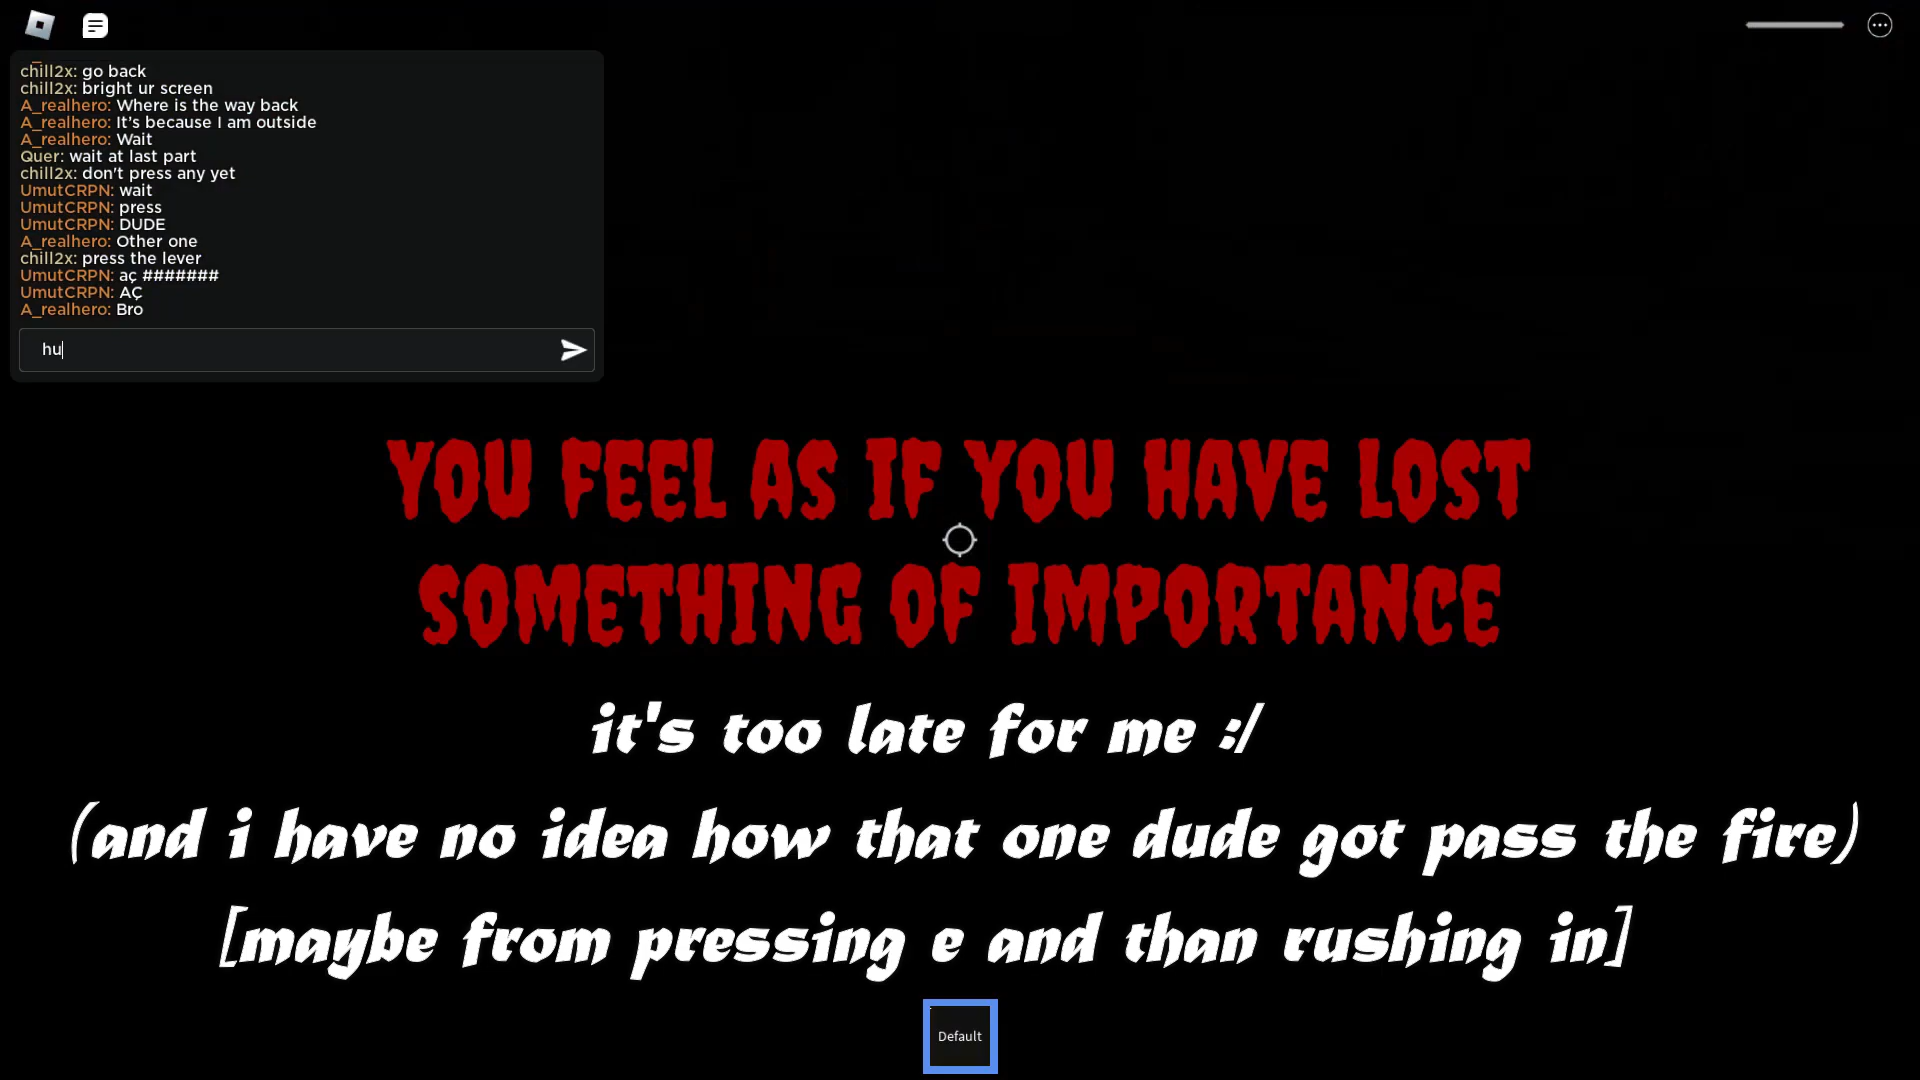 chill2x: go back
chill2x: bright ur screen
A_realhero: Where is the way back
A_realhero: It's because I am outside
A_realhero: Wait
Quer: wait at last part
chill2x: don't press any yet
UmutCRPN: wait
UmutCRPN: press
UmutCRPN: DUDE
A_realhero: Other one
chill2x: press the lever
UmutCRPN: aç #######
UmutCRPN: AÇ
A_realhero: Bro
hu
YOU FEEL AS IF YOU HAVE LOST
SOMETHING OF IMPORTANCE
it's too late for me :/
(and i have no idea how that one dude got pass the fire)
[maybe from pressing e and than rushing in]
Default